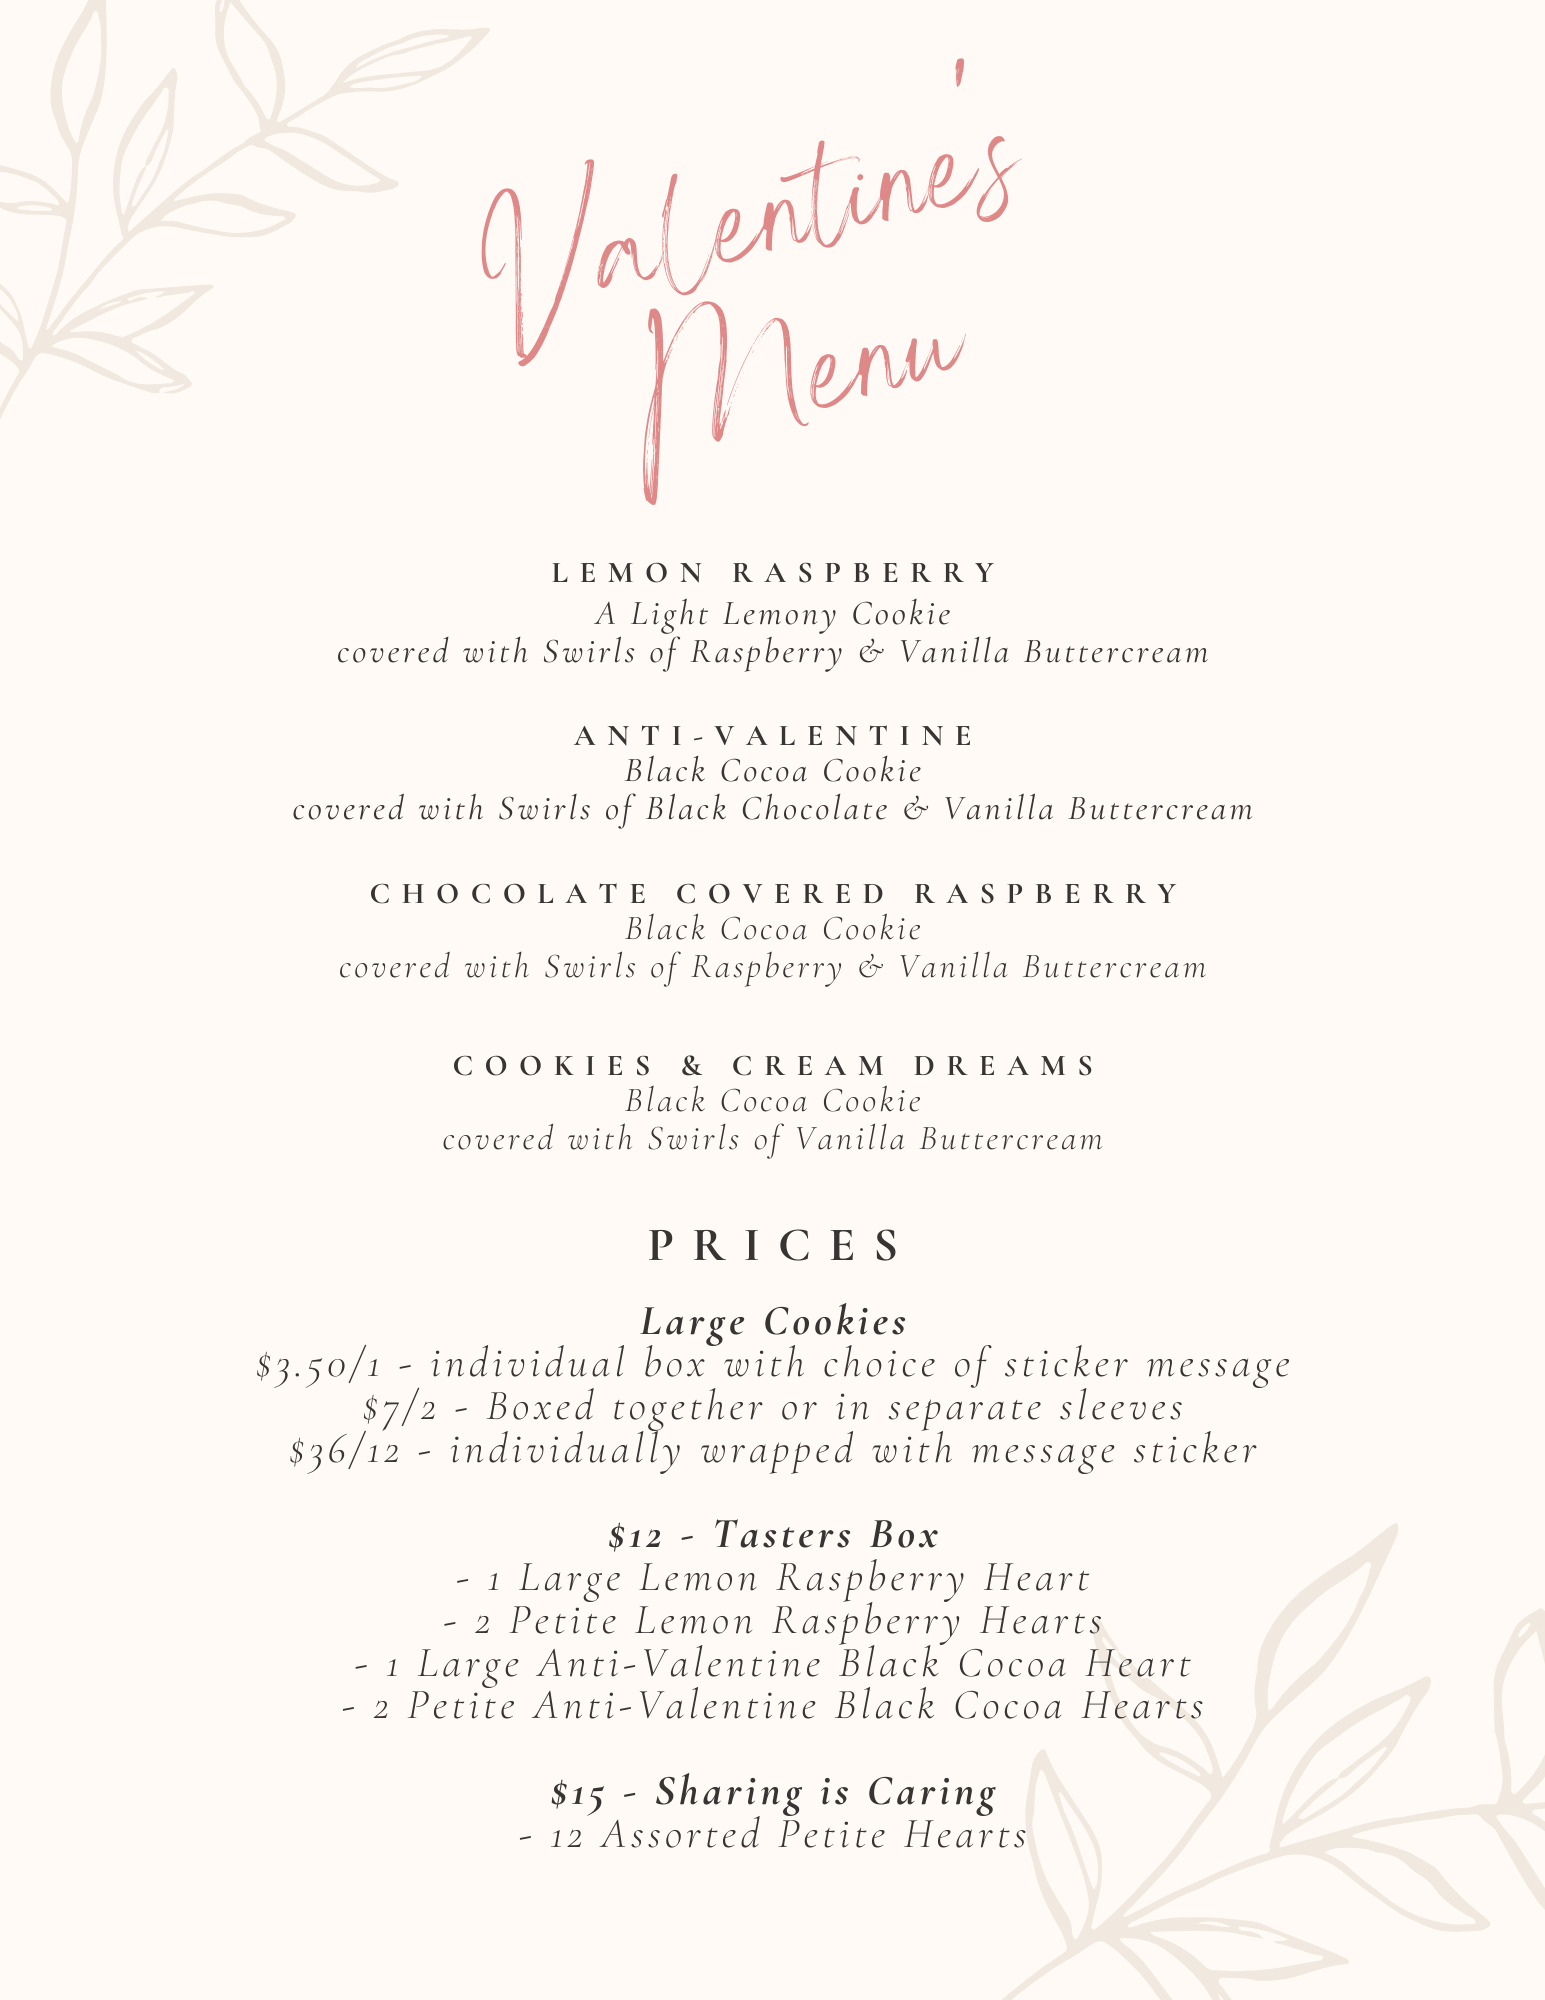 Valentine's
Menu
LEMON RASPBERRY
A Light Lemony Cookie
covered with Swirls of Raspberry & Vanilla Buttercream
ANTI-VALENTINE
Black Cocoa Cookie
covered with Swirls of Black Chocolate & Vanilla Buttercream
CHOCOLATE COVERED RASPBERRY
Black Cocoa Cookie
covered with Swirls of Raspberry & Vanilla Buttercream
COOKIES & CREAM DREAMS
Black Cocoa Cookie
covered with Swirls of Vanilla Buttercream
PRICES
Large Cookies
$3.50/1 - individual box with choice of sticker message
$7/2 - Boxed together or in separate sleeves
$36/12 - individually wrapped with message sticker
$12 - Tasters Box
- 1 Large Lemon Raspberry Heart
- 2 Petite Lemon Raspberry Hearts
- 1 Large Anti-Valentine Black Cocoa Heart
- 2 Petite Anti-Valentine Black Cocoa Hearts
$15 - Sharing is Caring
- 12 Assorted Petite Hearts